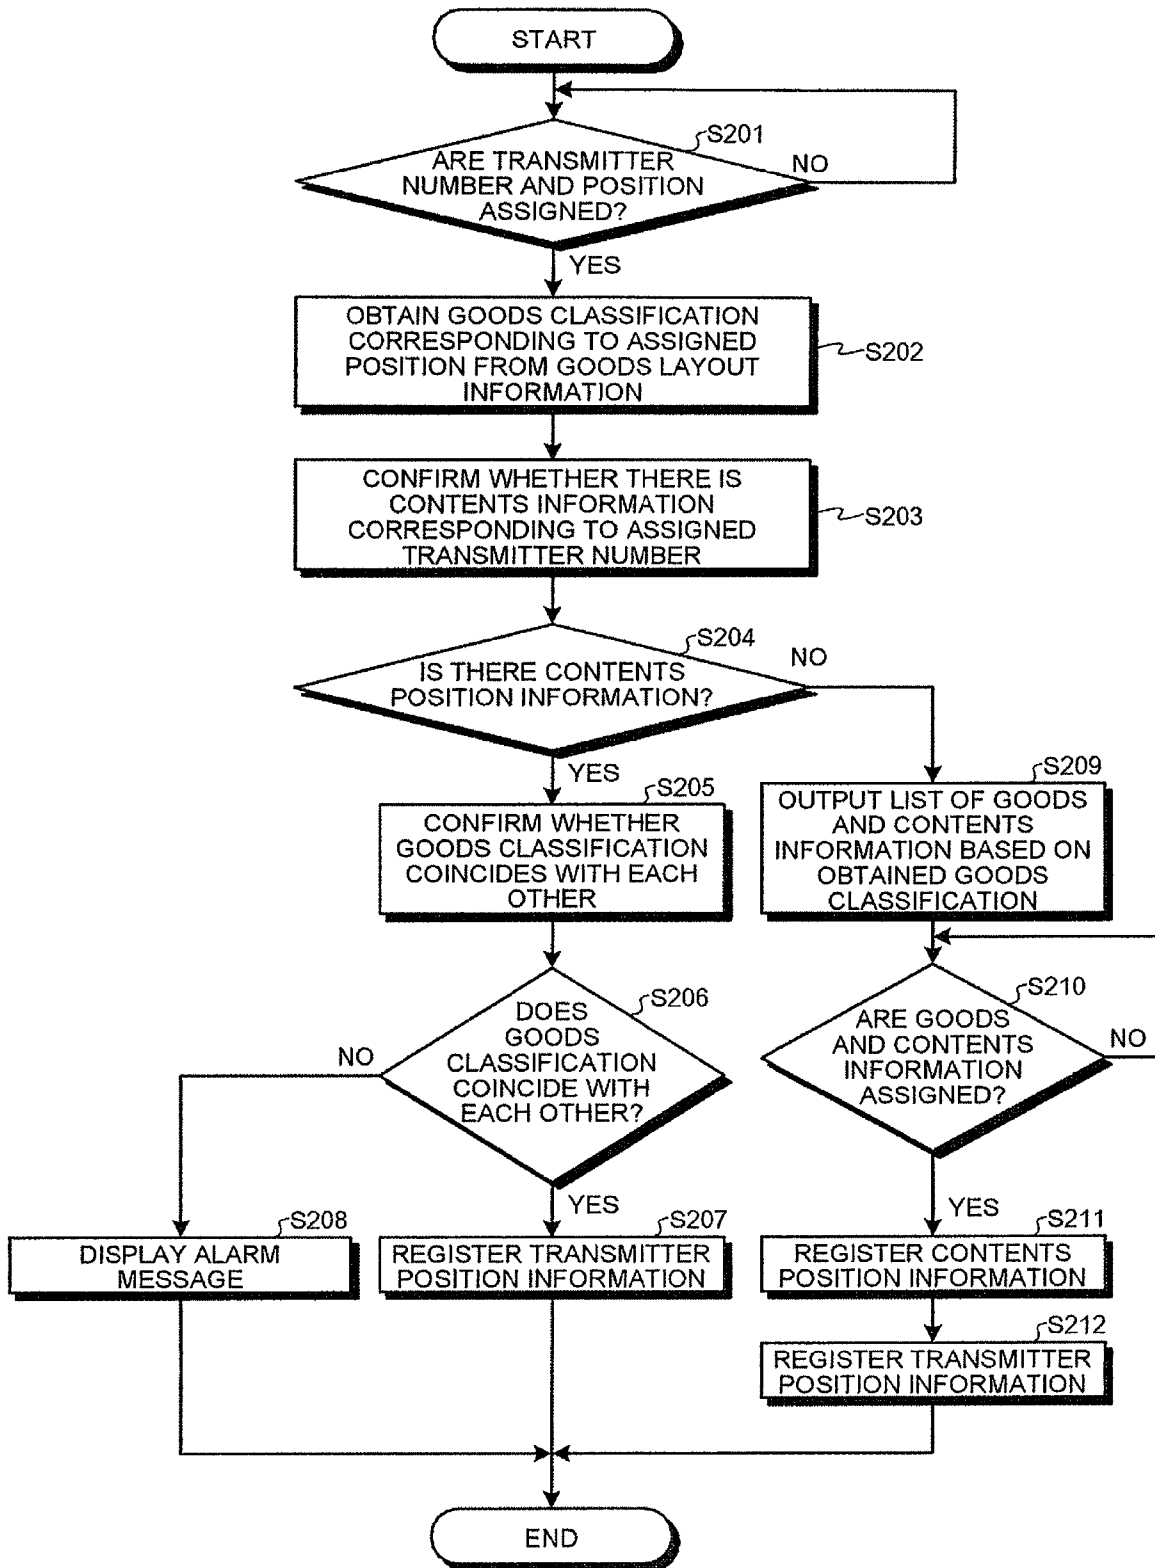 START
S201
ARE TRANSMITTER
NUMBER AND POSITION
ASSIGNED?
NO
YES
OBTAIN GOODS CLASSIFICATION
CORRESPONDING TO ASSIGNED
POSITION FROM GOODS LAYOUT
INFORMATION
S202
CONFIRM WHETHER THERE IS
CONTENTS INFORMATION
CORRESPONDING TO ASSIGNED
TRANSMITTER NUMBER
S203
S204
IS THERE CONTENTS
POSITION INFORMATION?
NO
YES
S205
CONFIRM WHETHER
GOODS CLASSIFICATION
COINCIDES WITH EACH
OTHER
S209
OUTPUT LIST OF GOODS
AND CONTENTS
INFORMATION BASED ON
OBTAINED GOODS
CLASSIFICATION
S206
DOES
GOODS
CLASSIFICATION
COINCIDE WITH
EACH OTHER?
NO
YES
S210
ARE GOODS
AND CONTENTS
INFORMATION
ASSIGNED?
NO
YES
S208
DISPLAY ALARM
MESSAGE
S207
REGISTER TRANSMITTER
POSITION INFORMATION
S211
REGISTER CONTENTS
POSITION INFORMATION
S212
REGISTER TRANSMITTER
POSITION INFORMATION
END